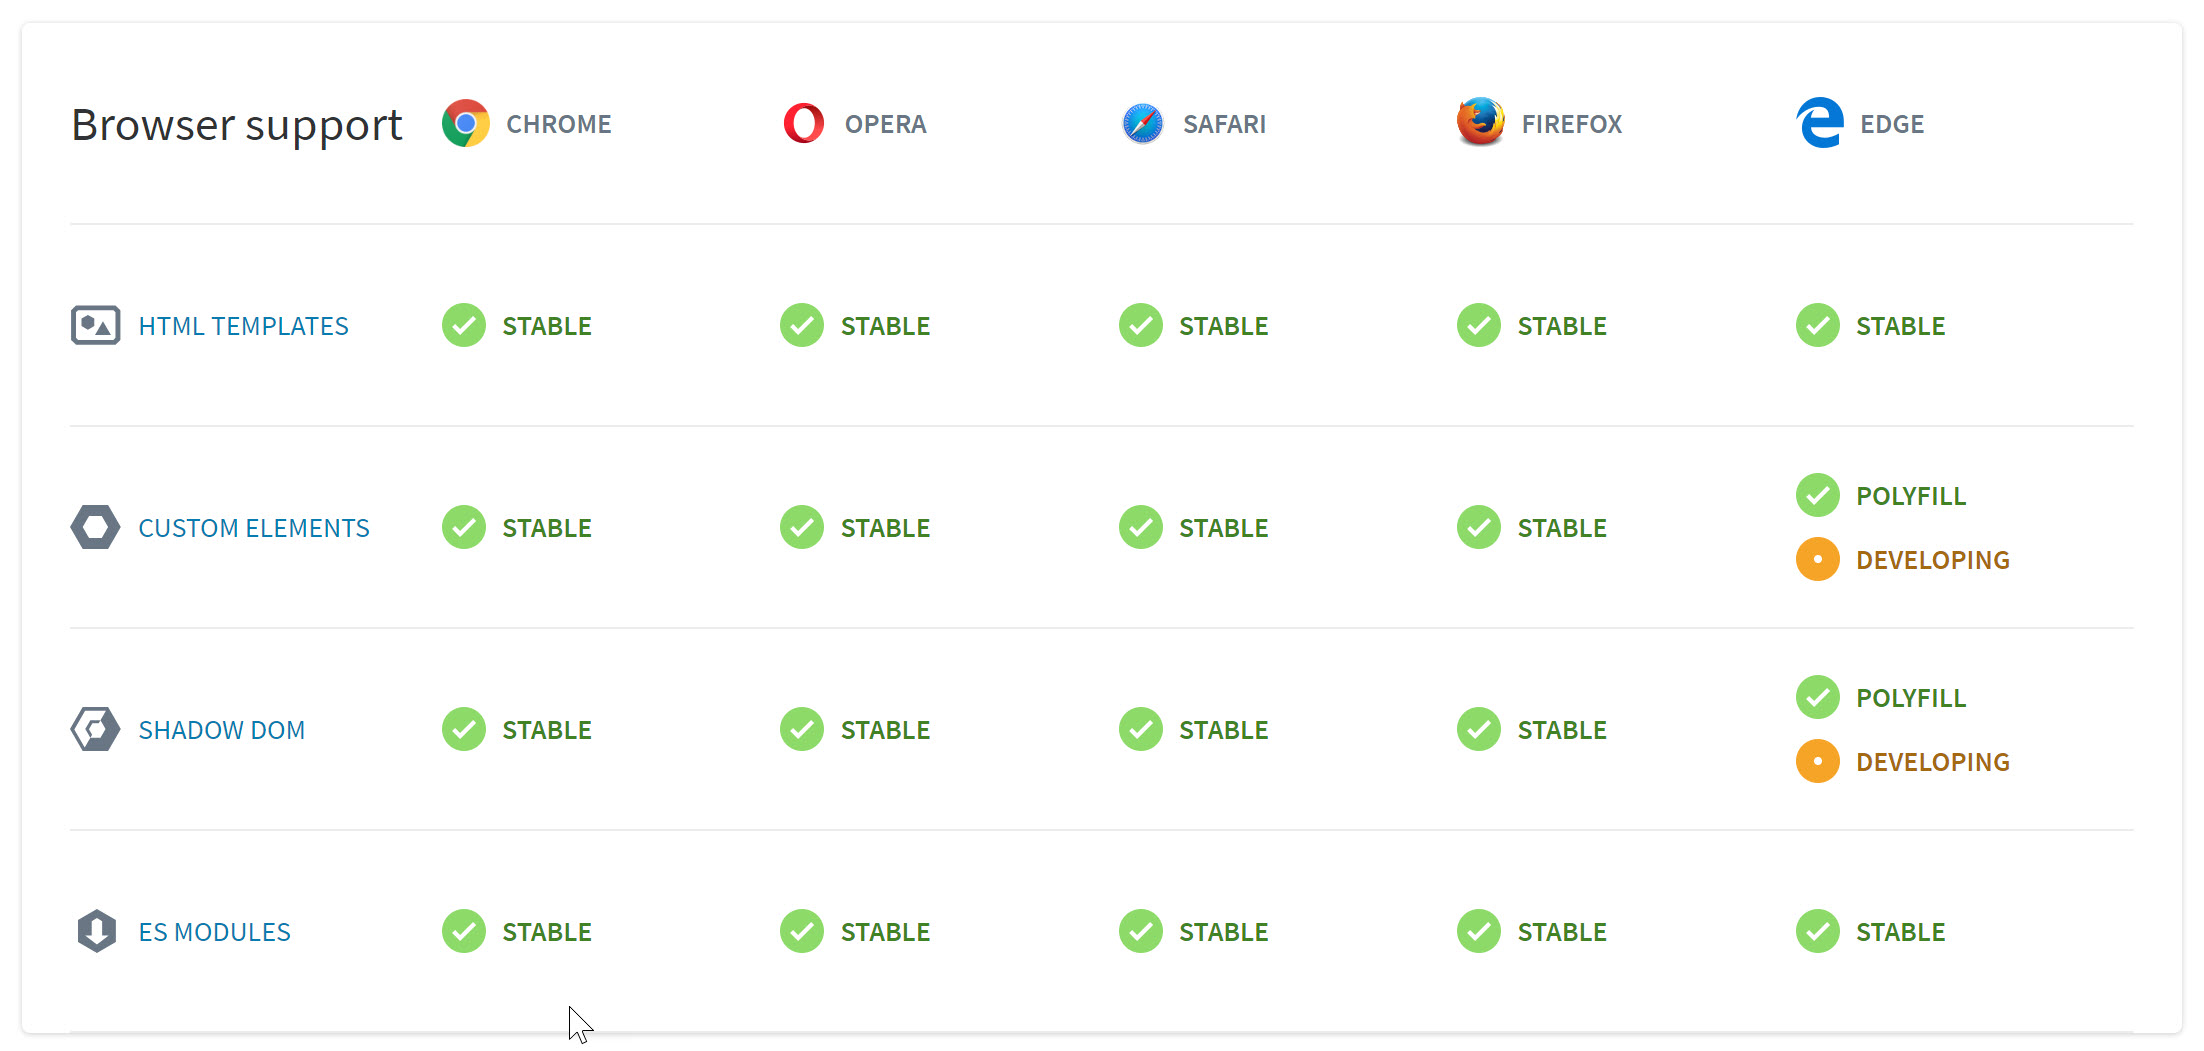 Browser support CHROME OPERA SAFARI FIREFOX EDGE
HTML TEMPLATES STABLE STABLE STABLE STABLE STABLE
CUSTOM ELEMENTS STABLE STABLE STABLE STABLE POLYFILL
DEVELOPING
SHADOW DOM STABLE STABLE STABLE STABLE POLYFILL
DEVELOPING
ES MODULES STABLE STABLE STABLE STABLE STABLE